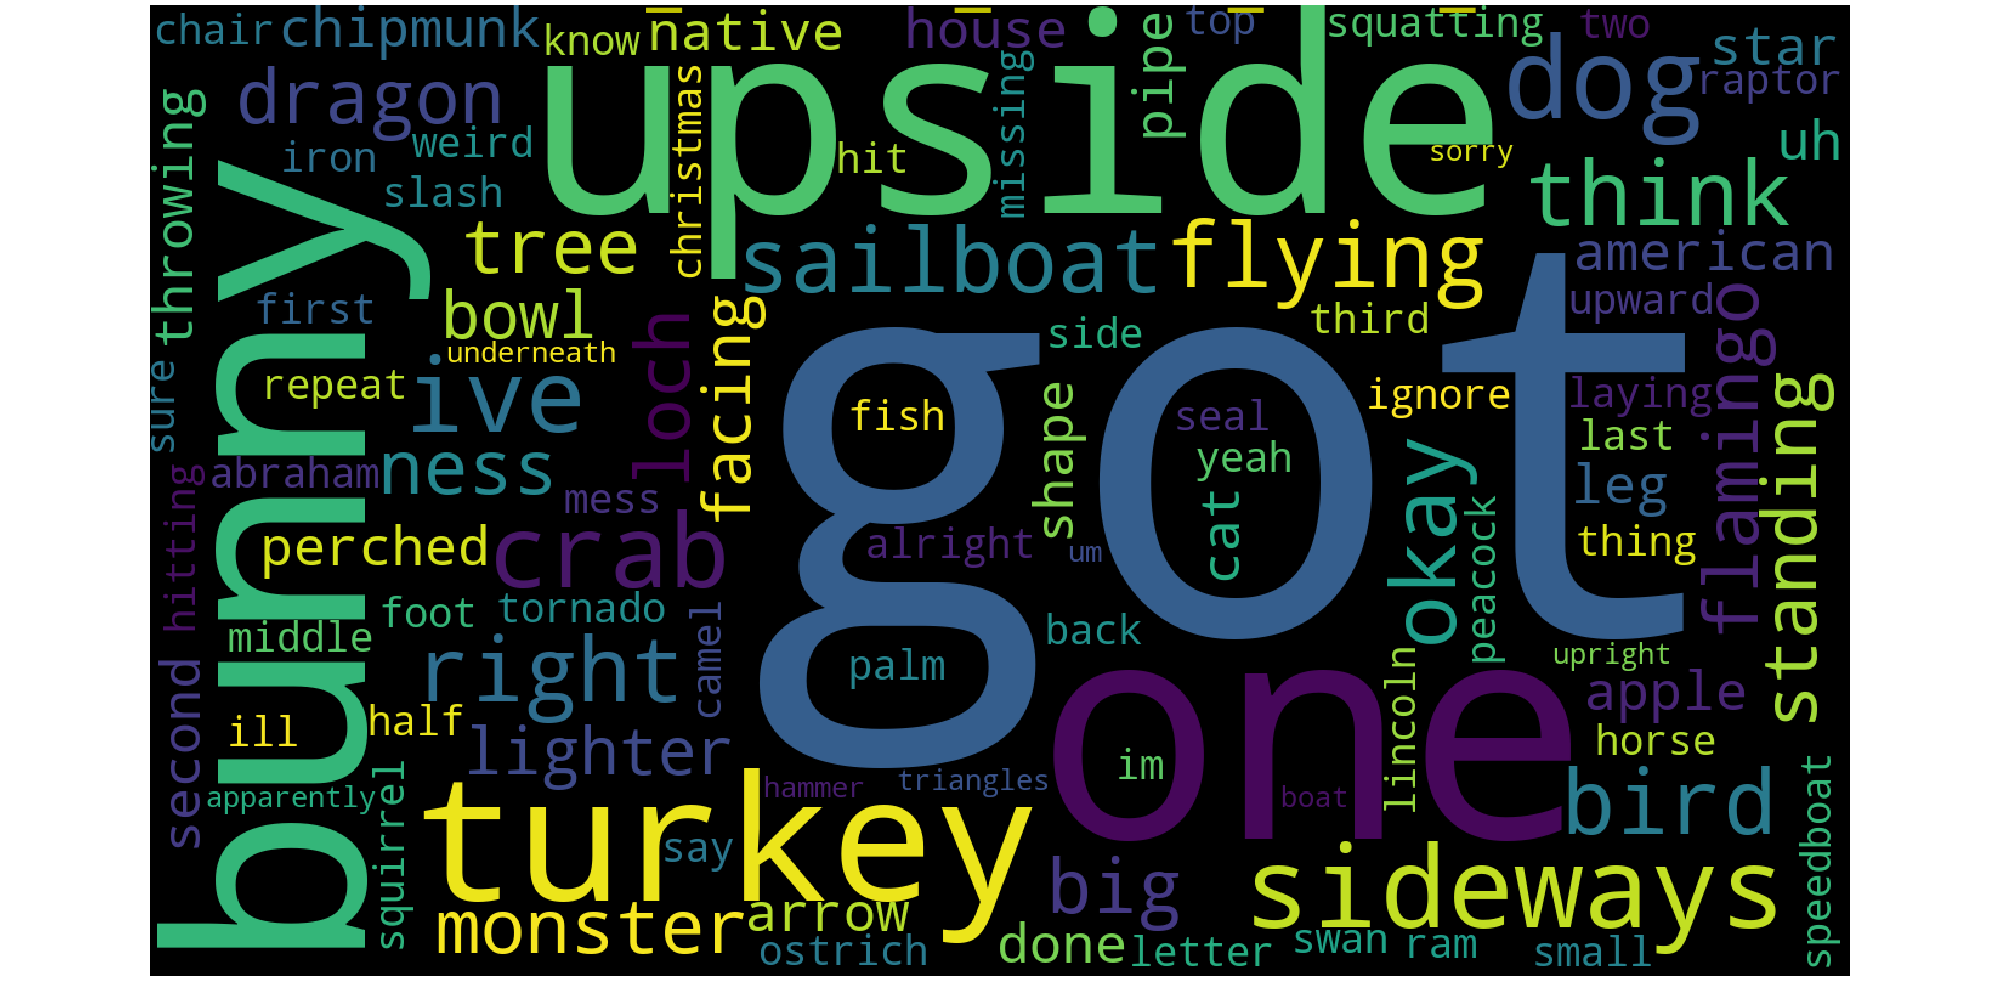 chair
chipmunk
know
native
house
top
squatting
two
star
raptor
dragon
upside
dog
pipe
missing
christmas
throwing
iron
weird
slash
hit
sorry
uh
think
bunny
tree
sailboat
flying
american
upward
flamingo
first
bowl
underneath
loch
facing
side
third
got
sure
repeat
ive
fish
shape
seal
yeah
cat
ignore
laying
last
standing
leg
okay
peacock
thing
abraham
ness
mess
hitting
perched
crab
alright
um
foot
tornado
middle
camel
back
palm
upright
right
second
ill
half
lighter
one
im
lincoln
apple
horse
apparently
squirrel
hammer
triangles
boat
bird
speedboat
turkey
say
big
sideways
monster
arrow
ostrich
done
letter
swan
ram
small